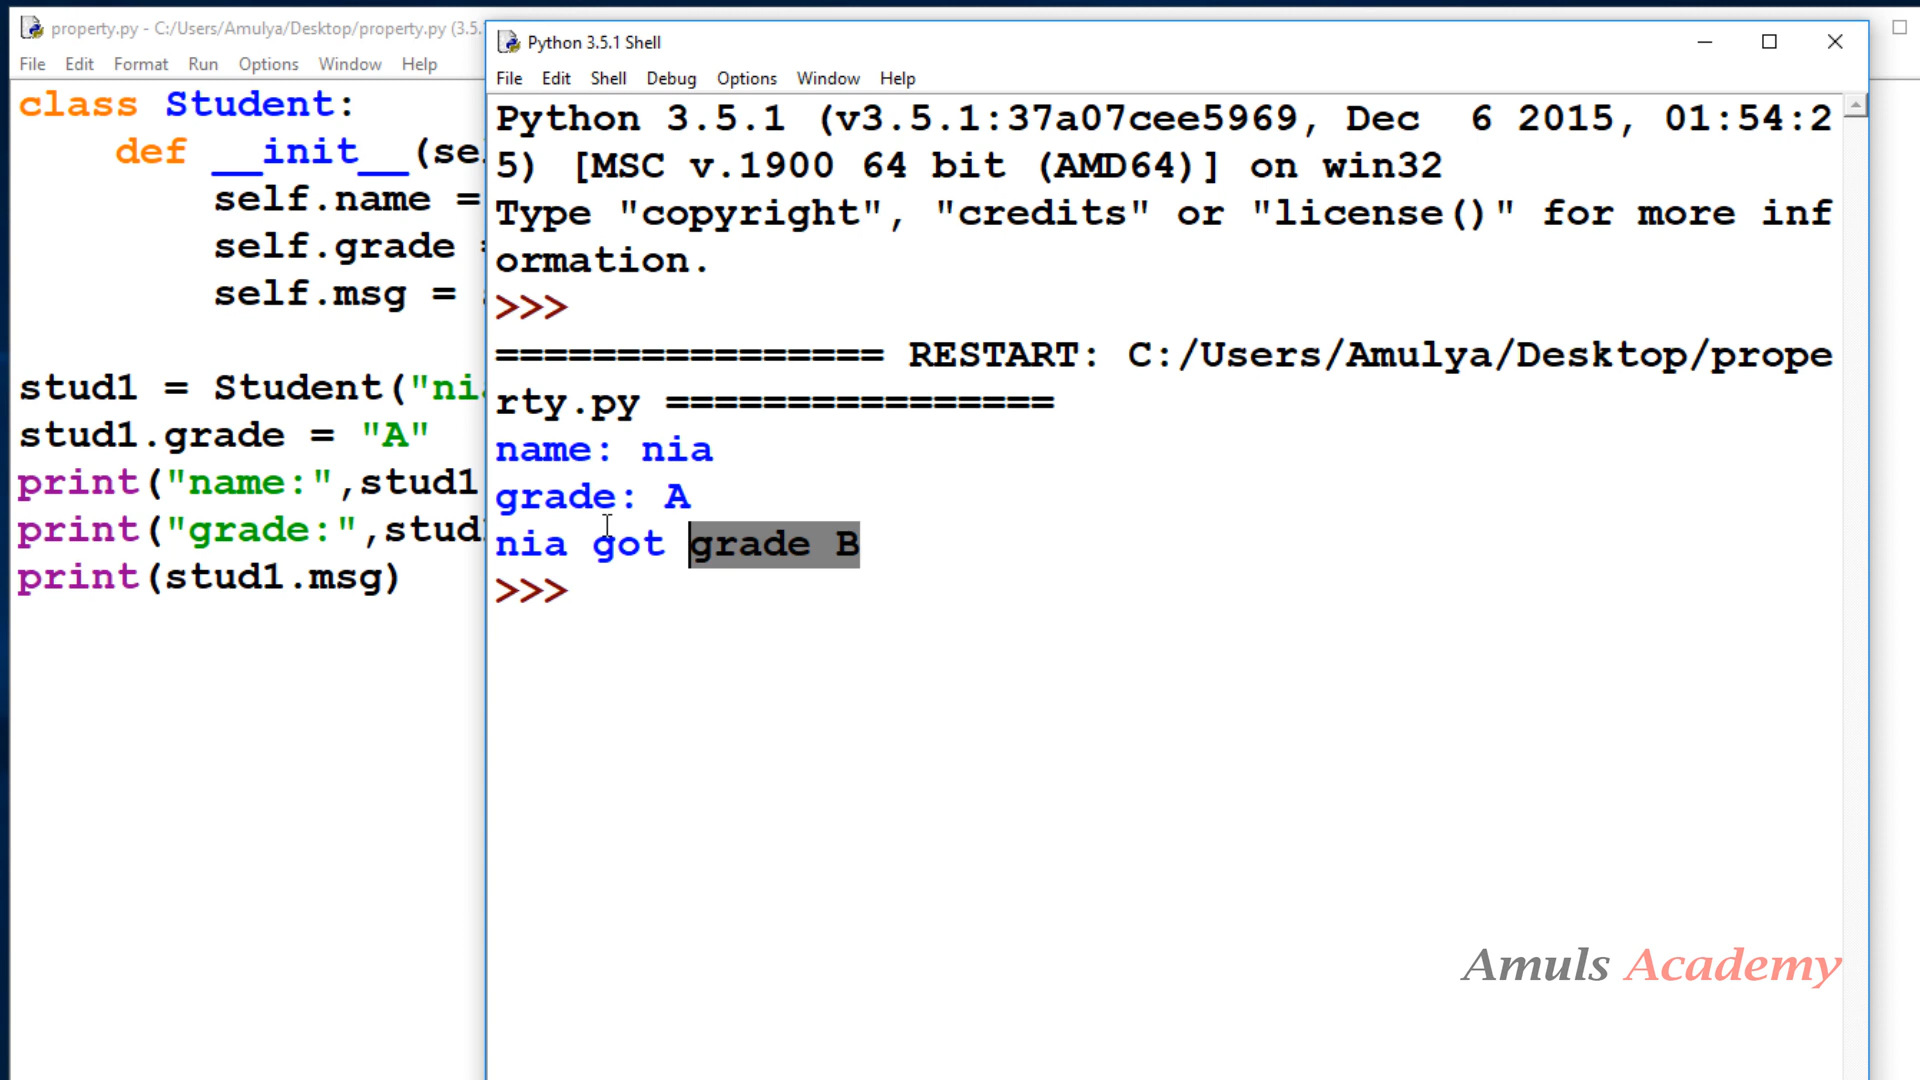 property.py - C:/Users/Amulya/Desktop/property.py (3.5.
File Edit Format Run Options Window Help
class Student:
def __init__(sel
self.name =
self.grade =
self.msg =
stud1 = Student("nia
stud1.grade = "A"
print("name:",stud1
print("grade:",stud
print(stud1.msg)
Python 3.5.1 Shell
File Edit Shell Debug Options Window Help
Python 3.5.1 (v3.5.1:37a07cee5969, Dec  6 2015, 01:54:2
5) [MSC v.1900 64 bit (AMD64)] on win32
Type "copyright", "credits" or "license()" for more inf
ormation.
>>>
================ RESTART: C:/Users/Amulya/Desktop/prope
rty.py ================
name: nia
grade: A
nia got grade B
>>>
Amuls Academy